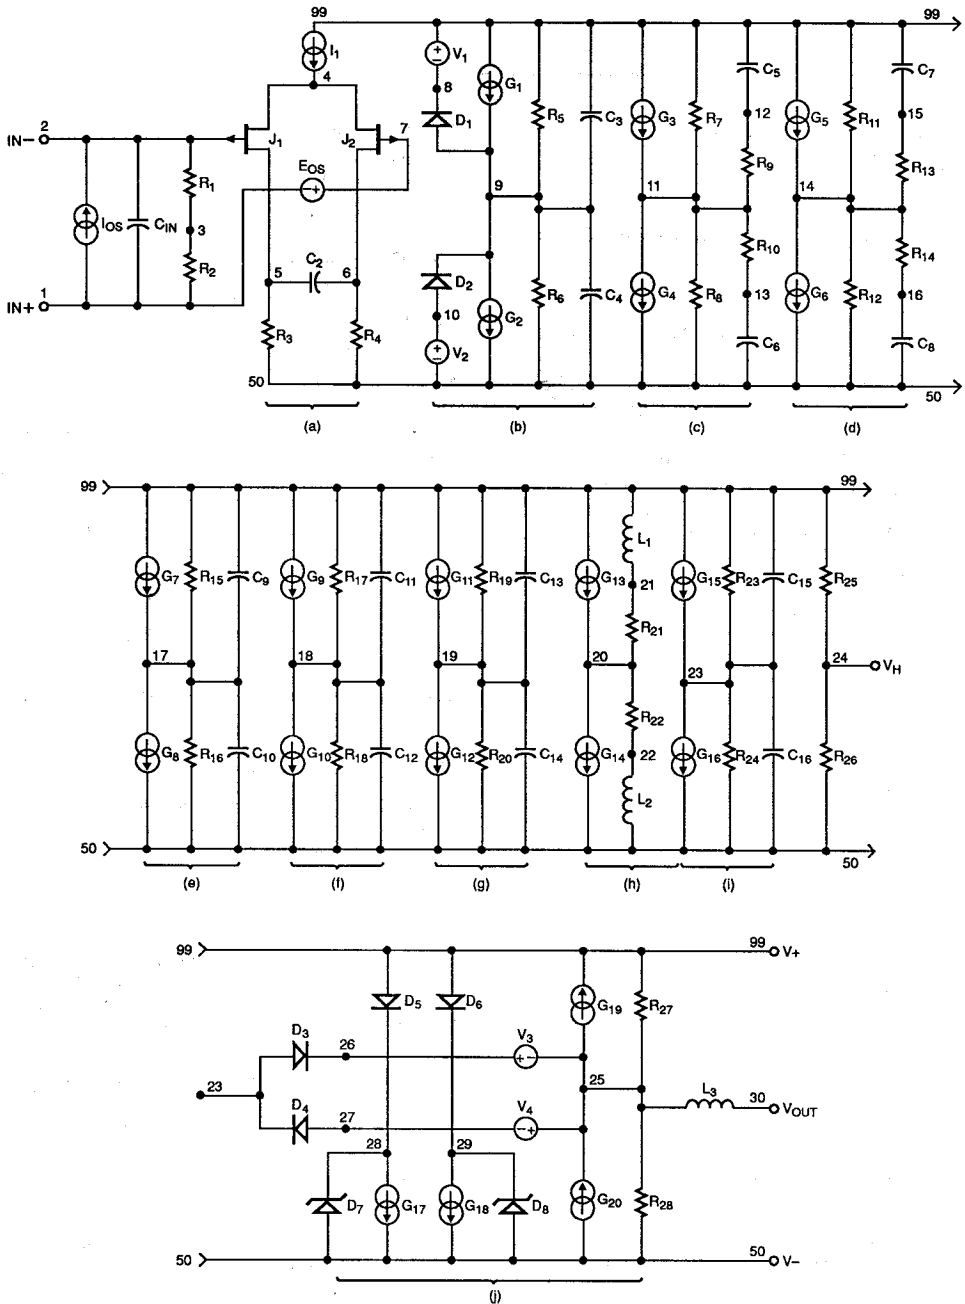 99 99
I1
4
V1
8
D1
G1
R5
C3
G3
R7
C5
12
R9
G5
R11
C7
15
R13
IN− 2
J1
J2
7
EOS
IOS
CIN
R1
3
R2
IN+ 1
9
11
14
C2
5 6
R3
R4
D2
10
V2
G2
R6
C4
G4
R8
R10
13
C6
G6
R12
R14
16
C8
50 50
(a) (b) (c) (d)
99 99
G7
R15
C9
G9
R17
C11
G11
R19
C13
G13
L1
21
R21
G15
R23
C15
R25
17 18 19 20 23 24 VH
G8
R16
C10
G10
R18
C12
G12
R20
C14
G14
R22
22
L2
G16
R24
C16
R26
50 50
(e) (f) (g) (h) (i)
99 99 V+
D5
D6
G19
R27
D3
26
V3
23
25
L3
30
VOUT
D4
27
V4
28 29
D7
G17
G18
D8
G20
R28
50 50 V−
(j)